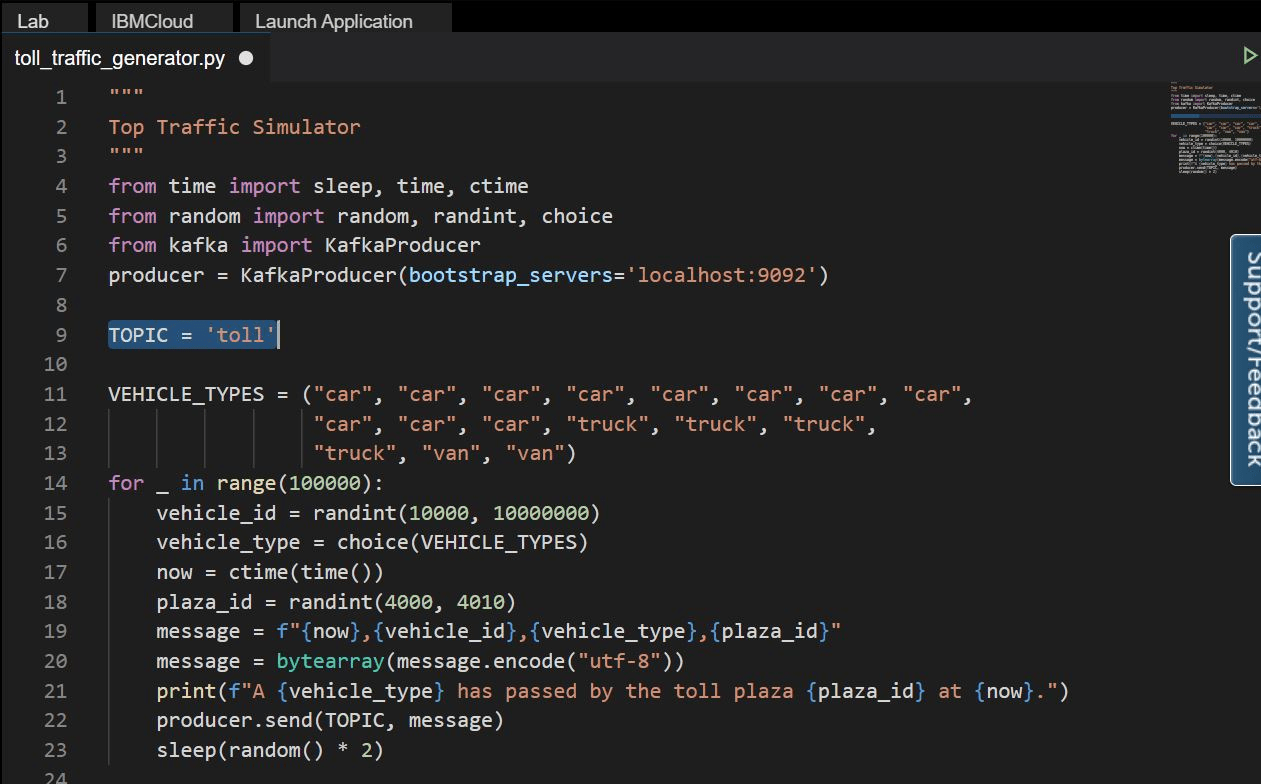 Lab IBMCloud Launch Application
toll_traffic_generator.py
1 """
2 Top Traffic Simulator
3 """
4 from time import sleep, time, ctime
5 from random import random, randint, choice
6 from kafka import KafkaProducer
7 producer = KafkaProducer(bootstrap_servers='localhost:9092')
8
9 TOPIC = 'toll'
10
11 VEHICLE_TYPES = ("car", "car", "car", "car", "car", "car", "car", "car",
12 "car", "car", "car", "truck", "truck", "truck",
13 "truck", "van", "van")
14 for _ in range(100000):
15 vehicle_id = randint(10000, 10000000)
16 vehicle_type = choice(VEHICLE_TYPES)
17 now = ctime(time())
18 plaza_id = randint(4000, 4010)
19 message = f"{now},{vehicle_id},{vehicle_type},{plaza_id}"
20 message = bytearray(message.encode("utf-8"))
21 print(f"A {vehicle_type} has passed by the toll plaza {plaza_id} at {now}.")
22 producer.send(TOPIC, message)
23 sleep(random() * 2)
24
Support/Feedback